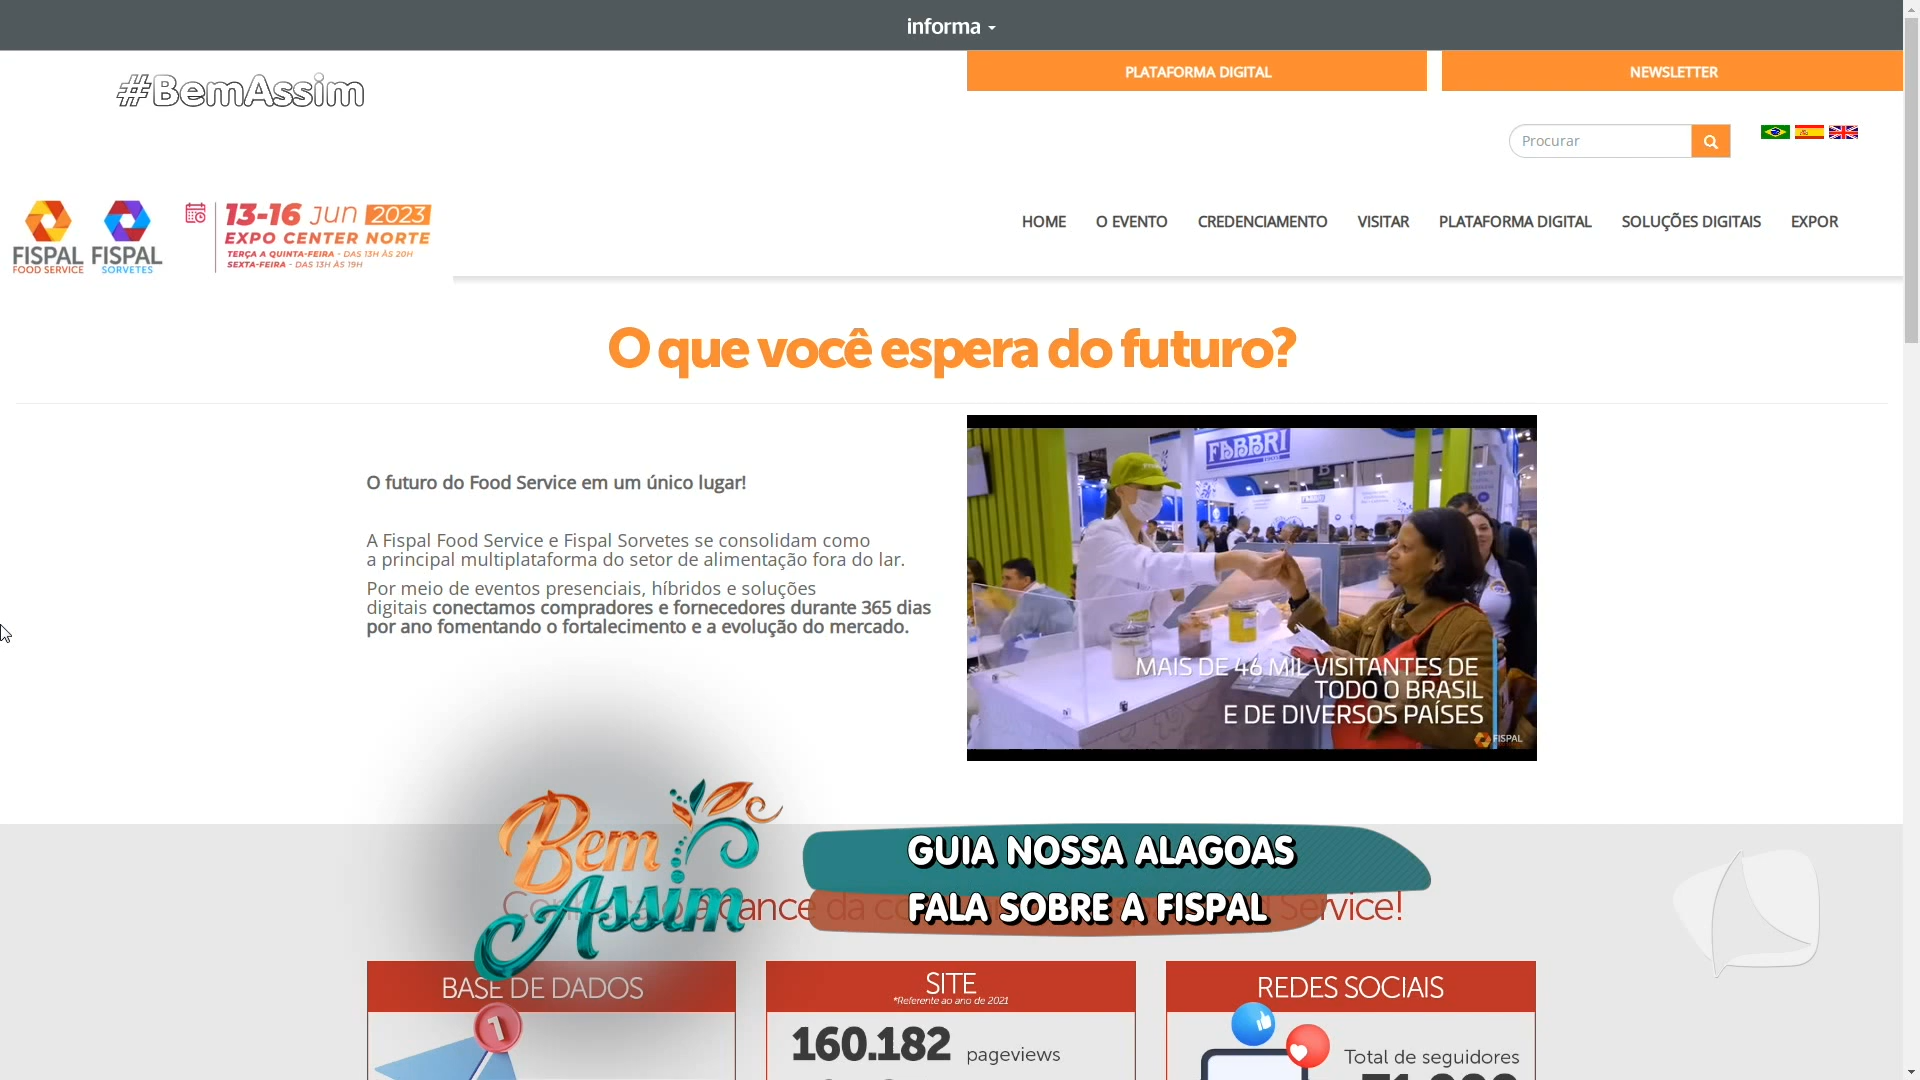 informa
#BemAssim
PLATAFORMA DIGITAL
NEWSLETTER
Procurar
FISPAL
FOOD SERVICE
FISPAL
SORVETES
13-16 JUN 2023
EXPO CENTER NORTE
TERÇA A QUINTA-FEIRA - DAS 13H ÀS 20H
SEXTA-FEIRA - DAS 13H ÀS 19H
HOME
O EVENTO
CREDENCIAMENTO
VISITAR
PLATAFORMA DIGITAL
SOLUÇÕES DIGITAIS
EXPOR
O que você espera do futuro?
O futuro do Food Service em um único lugar!
A Fispal Food Service e Fispal Sorvetes se consolidam como
a principal multiplataforma do setor de alimentação fora do lar.
Por meio de eventos presenciais, híbridos e soluções
digitais conectamos compradores e fornecedores durante 365 dias
por ano fomentando o fortalecimento e a evolução do mercado.
FABBRI
MAIS DE 46 MIL VISITANTES DE
TODO O BRASIL
E DE DIVERSOS PAÍSES
FISPAL
Bem
Assim
GUIA NOSSA ALAGOAS
FALA SOBRE A FISPAL
Service!
BASE DE DADOS
1
SITE
*Referente ao ano de 2021
160.182 pageviews
REDES SOCIAIS
Total de seguidores